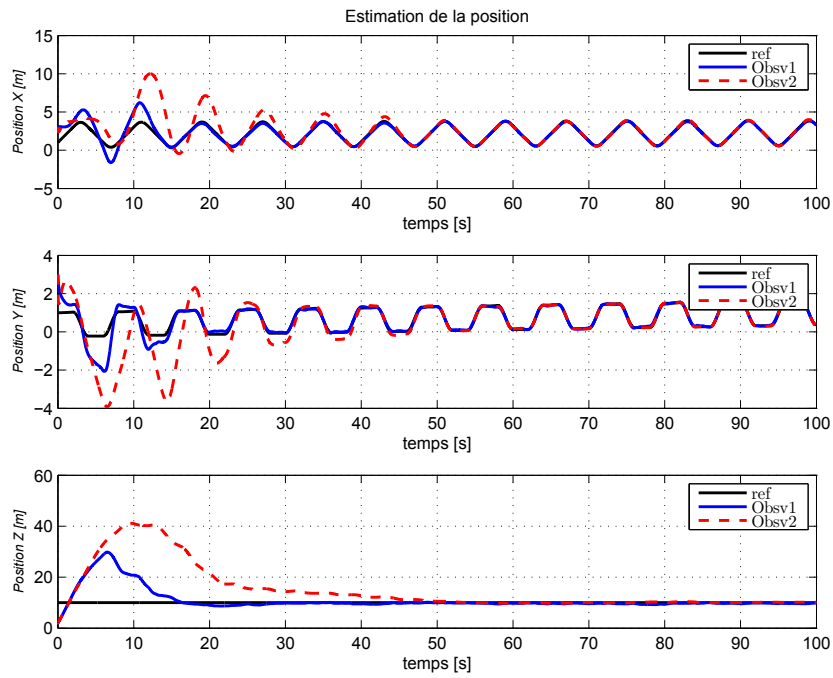 Estimation de la position
Position X [m]
15
10
5
0
−5
0 10 20 30 40 50 60 70 80 90 100
temps [s]
ref
Obsv1
Obsv2
Position Y [m]
4
2
0
−2
−4
0 10 20 30 40 50 60 70 80 90 100
temps [s]
ref
Obsv1
Obsv2
Position Z [m]
60
40
20
0
0 10 20 30 40 50 60 70 80 90 100
temps [s]
ref
Obsv1
Obsv2